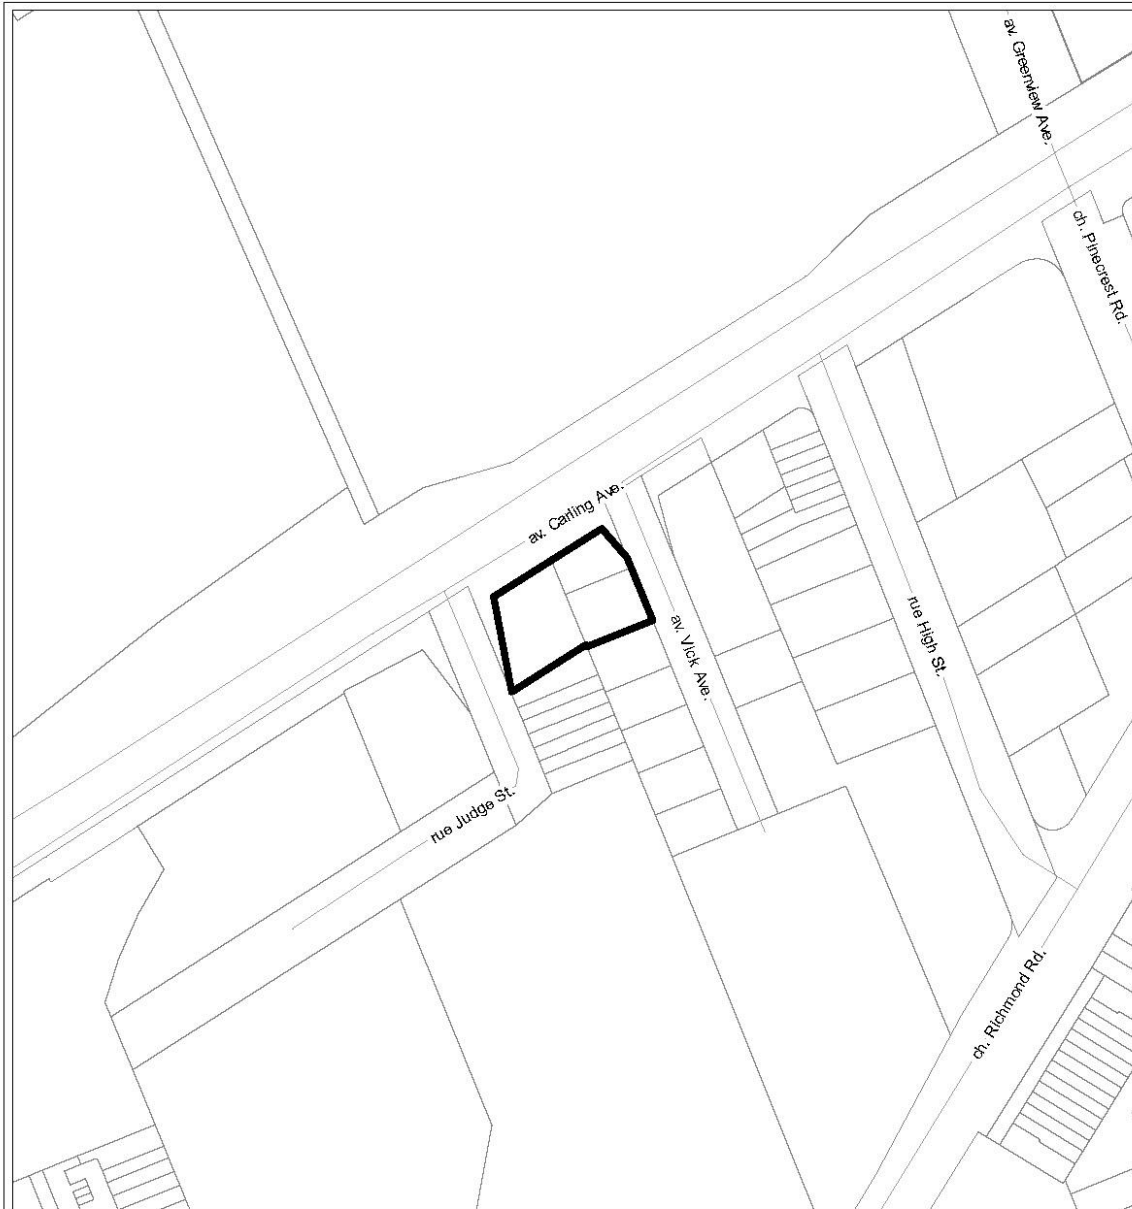 av. Greenview Ave.
ch. Pinecrest Rd.
av. Carling Ave.
rue High St.
av. Vick Ave.
rue Judge St.
ch. Richmond Rd.